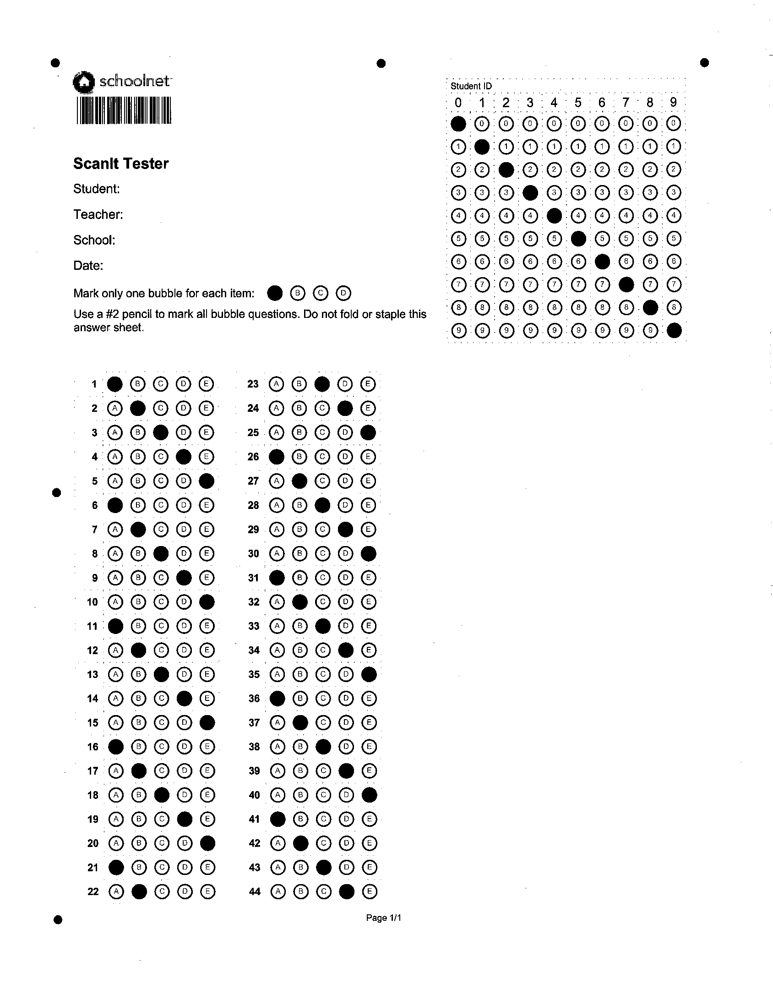 schoolnet
ScanIt Tester
Student:
Teacher:
School:
Date:
Mark only one bubble for each item: B C D
Use a #2 pencil to mark all bubble questions. Do not fold or staple this
answer sheet.
Student ID
0 1 2 3 4 5 6 7 8 9
0 0 0 0 0 0 0 0 0
1 1 1 1 1 1 1 1 1
2 2 2 2 2 2 2 2 2
3 3 3 3 3 3 3 3 3
4 4 4 4 4 4 4 4 4
5 5 5 5 5 5 5 5 5
6 6 6 6 6 6 6 6 6
7 7 7 7 7 7 7 7 7
8 8 8 8 8 8 8 8 8
9 9 9 9 9 9 9 9 9
1 B C D E
2 A C D E
3 A B D E
4 A B C E
5 A B C D
6 B C D E
7 A C D E
8 A B D E
9 A B C E
10 A B C D
11 B C D E
12 A C D E
13 A B D E
14 A B C E
15 A B C D
16 B C D E
17 A C D E
18 A B D E
19 A B C E
20 A B C D
21 B C D E
22 A C D E
23 A B D E
24 A B C E
25 A B C D
26 B C D E
27 A C D E
28 A B D E
29 A B C E
30 A B C D
31 B C D E
32 A C D E
33 A B D E
34 A B C E
35 A B C D
36 B C D E
37 A C D E
38 A B D E
39 A B C E
40 A B C D
41 B C D E
42 A C D E
43 A B D E
44 A B C E
Page 1/1